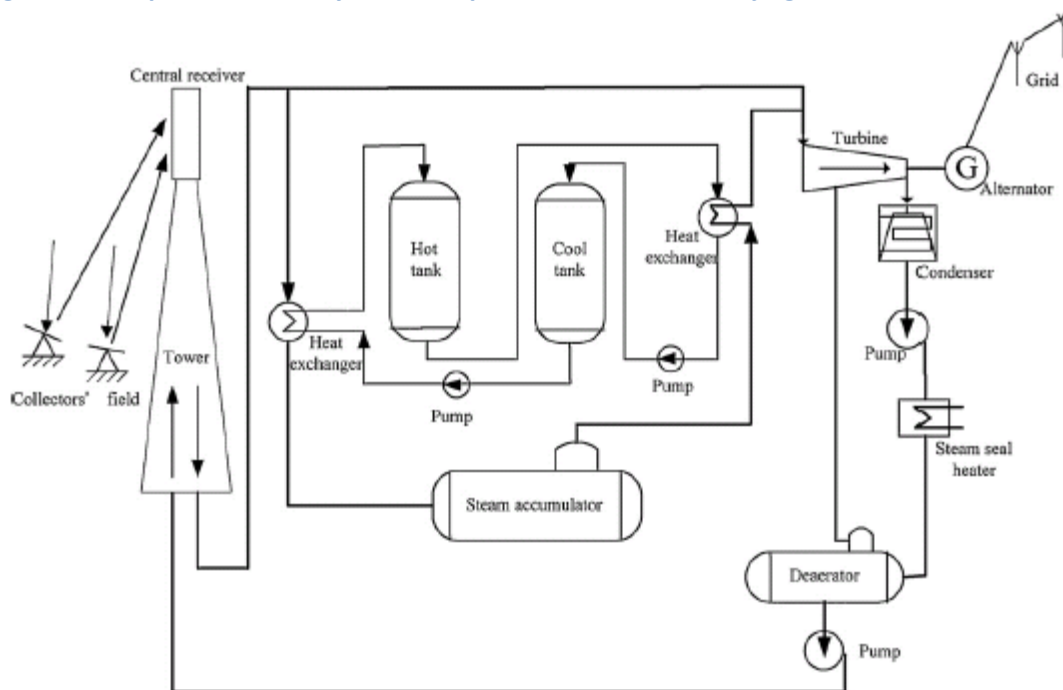 Central receiver
Grid
Turbine
G
Alternator
Hot
tank
Cool
tank
Heat
exchanger
Condenser
Heat
exchanger
Tower
Pump
Pump
Pump
Collectors' field
Steam seal
heater
Steam accumulator
Deaerator
Pump